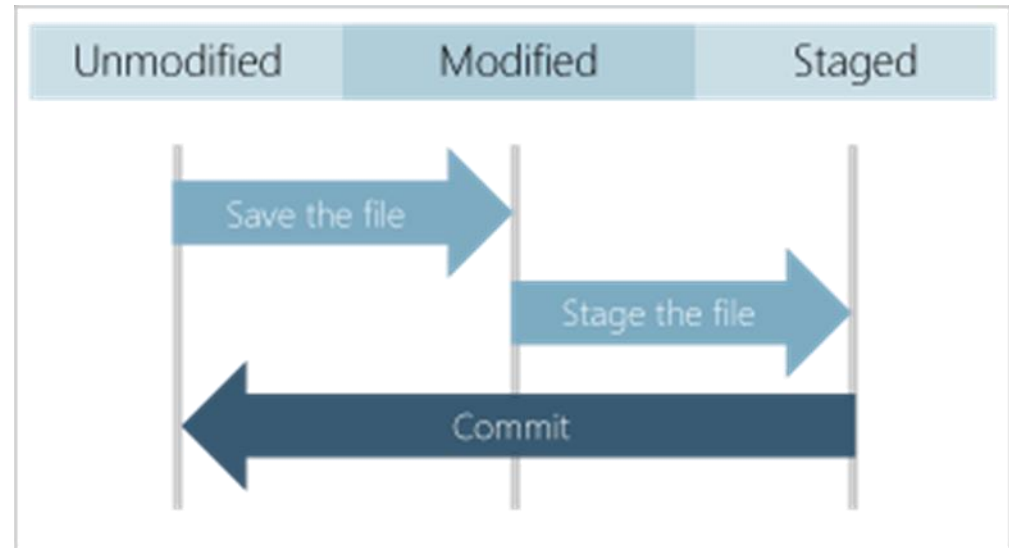 Unmodified Modified Staged
Save the file
Stage the file
Commit